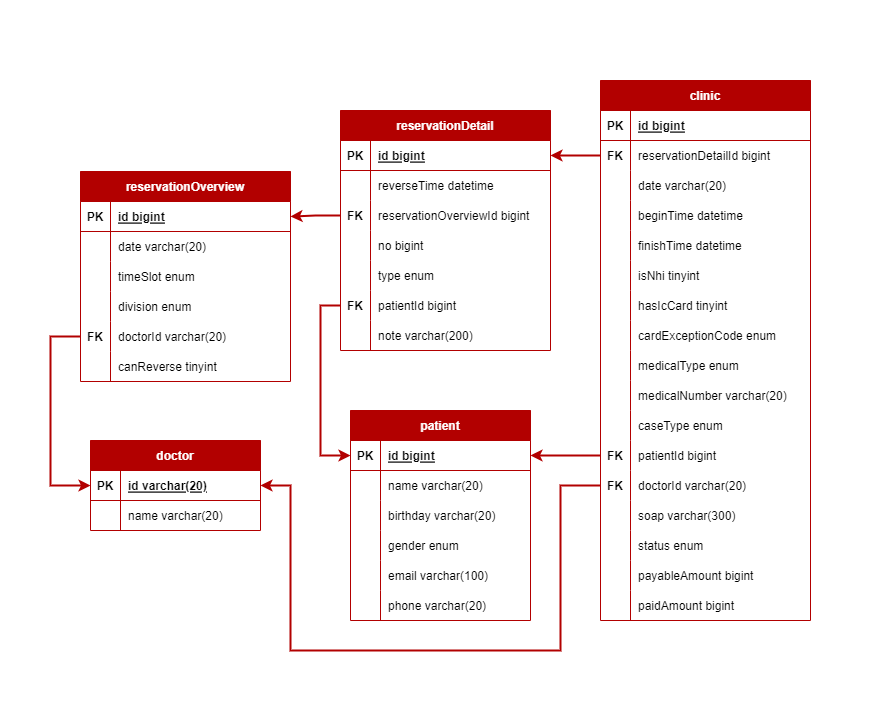 clinic
PK id bigint
FK reservationDetailId bigint
date varchar(20)
beginTime datetime
finishTime datetime
isNhi tinyint
hasIcCard tinyint
cardExceptionCode enum
medicalType enum
medicalNumber varchar(20)
caseType enum
FK patientId bigint
FK doctorId varchar(20)
soap varchar(300)
status enum
payableAmount bigint
paidAmount bigint
reservationDetail
PK id bigint
reverseTime datetime
FK reservationOverviewId bigint
no bigint
type enum
FK patientId bigint
note varchar(200)
reservationOverview
PK id bigint
date varchar(20)
timeSlot enum
division enum
FK doctorId varchar(20)
canReverse tinyint
patient
PK id bigint
name varchar(20)
birthday varchar(20)
gender enum
email varchar(100)
phone varchar(20)
doctor
PK id varchar(20)
name varchar(20)